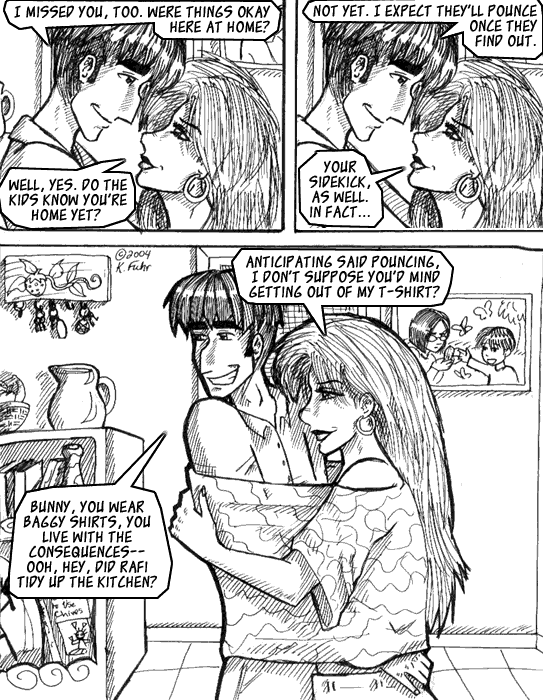 I MISSED YOU, TOO. WERE THINGS OKAY
HERE AT HOME?
WELL, YES. DO THE
KIDS KNOW YOU'RE
HOME YET?
NOT YET. I EXPECT THEY'LL POUNCE
ONCE THEY
FIND OUT.
YOUR
SIDEKICK,
AS WELL.
IN FACT...
©2004
K. Fuhr
ANTICIPATING SAID POUNCING,
I DON'T SUPPOSE YOU'D MIND
GETTING OUT OF MY T-SHIRT?
BUNNY, YOU WEAR
BAGGY SHIRTS, YOU
LIVE WITH THE
CONSEQUENCES--
OOH, HEY, DID RAFI
TIDY UP THE KITCHEN?
Use
Chives